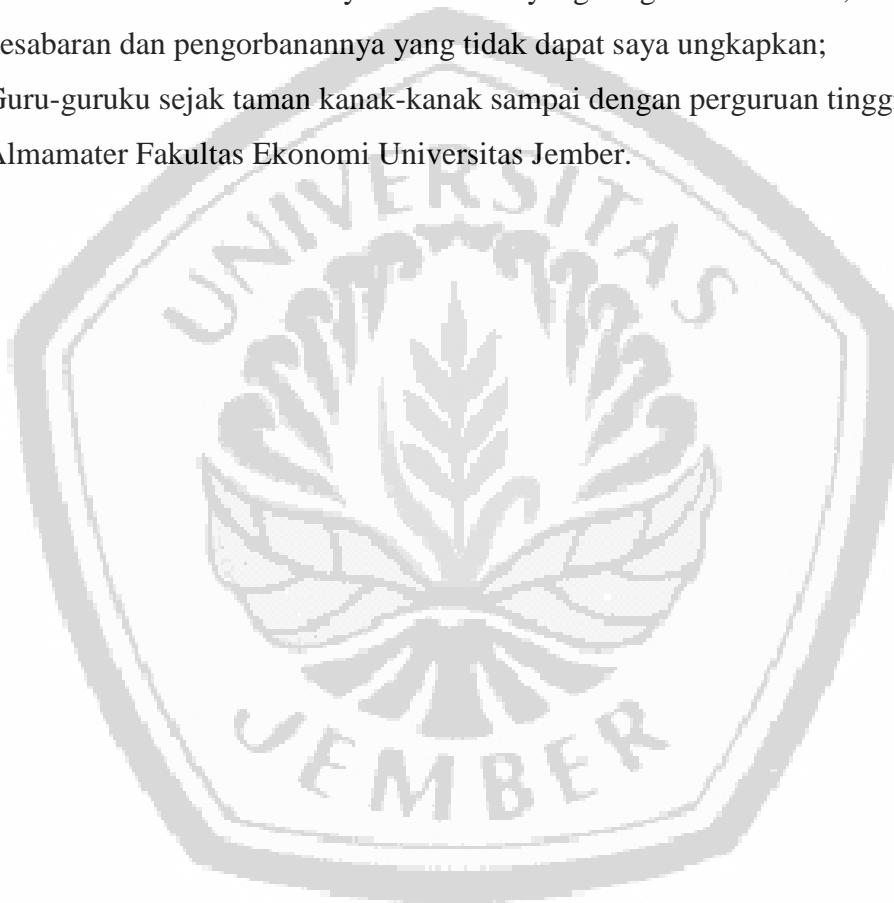 esabaran dan pengorbanannya yang tidak dapat saya ungkapkan;
Guru-guruku sejak taman kanak-kanak sampai dengan perguruan tingg
Almamater Fakultas Ekonomi Universitas Jember.
UNIVERSITAS
JEMBER